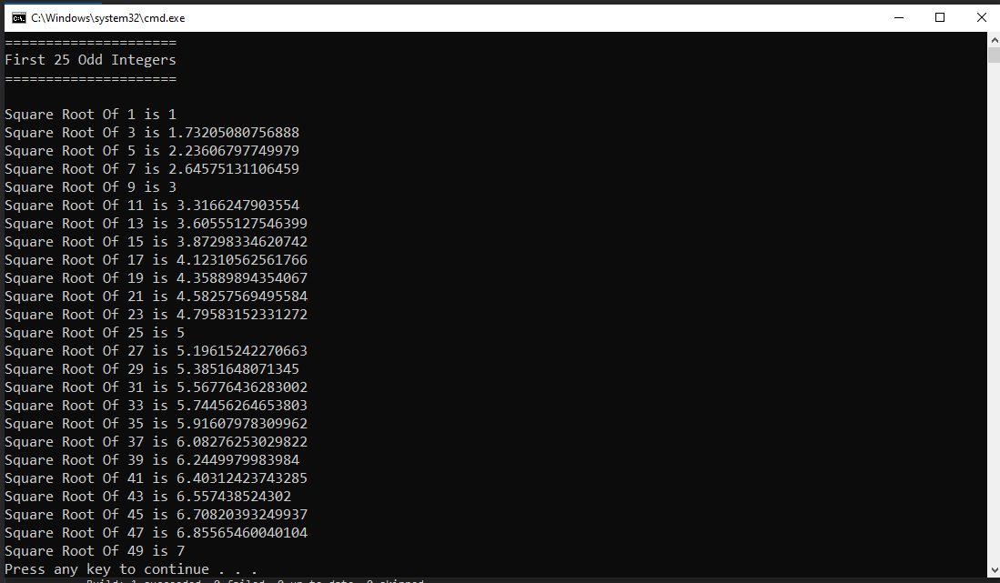 C:\Windows\system32\cmd.exe
=====================
First 25 Odd Integers
=====================
Square Root Of 1 is 1
Square Root Of 3 is 1.73205080756888
Square Root Of 5 is 2.23606797749979
Square Root Of 7 is 2.64575131106459
Square Root Of 9 is 3
Square Root Of 11 is 3.3166247903554
Square Root Of 13 is 3.60555127546399
Square Root Of 15 is 3.87298334620742
Square Root Of 17 is 4.12310562561766
Square Root Of 19 is 4.35889894354067
Square Root Of 21 is 4.58257569495584
Square Root Of 23 is 4.79583152331272
Square Root Of 25 is 5
Square Root Of 27 is 5.19615242270663
Square Root Of 29 is 5.3851648071345
Square Root Of 31 is 5.56776436283002
Square Root Of 33 is 5.74456264653803
Square Root Of 35 is 5.91607978309962
Square Root Of 37 is 6.08276253029822
Square Root Of 39 is 6.2449979983984
Square Root Of 41 is 6.40312423743285
Square Root Of 43 is 6.557438524302
Square Root Of 45 is 6.70820393249937
Square Root Of 47 is 6.85565460040104
Square Root Of 49 is 7
Press any key to continue . . .